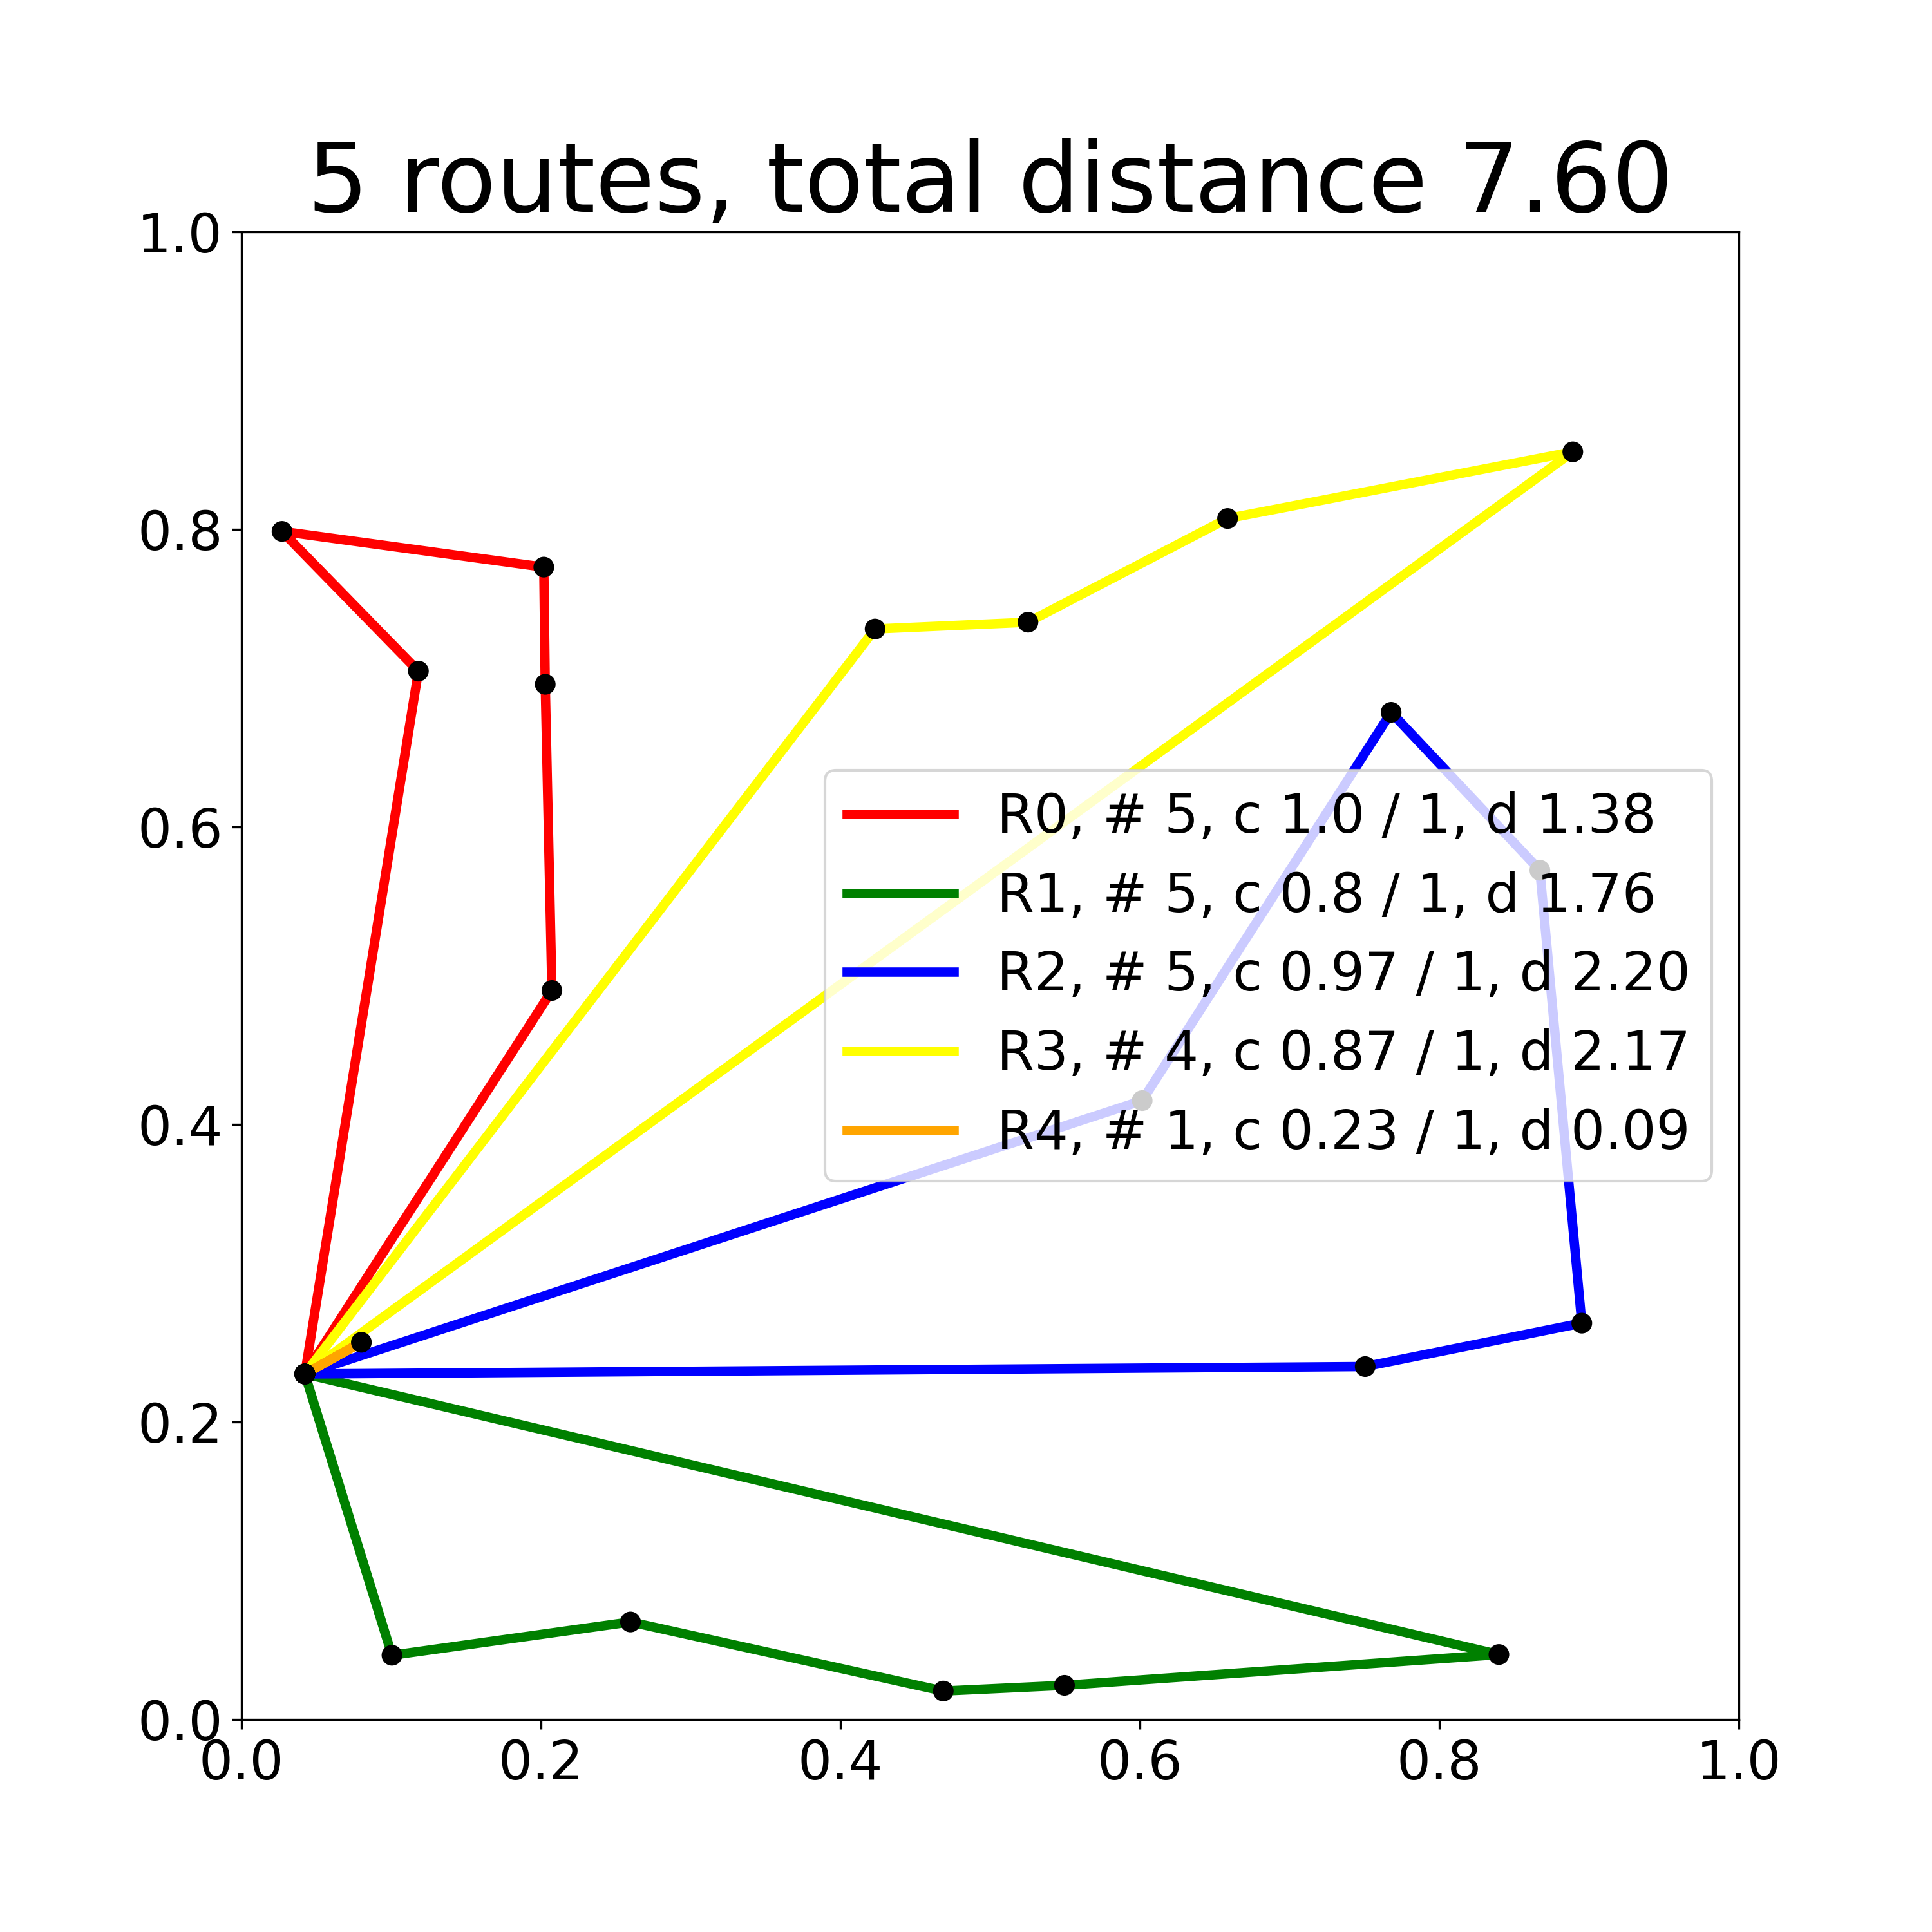 5 routes, total distance 7.60
1.0
0.8
0.6
0.4
0.2
0.0
R0, # 5, c 1.0 / 1, d 1.38
R1, # 5, c 0.8 / 1, d 1.76
R2, # 5, c 0.97 / 1, d 2.20
R3, # 4, c 0.87 / 1, d 2.17
R4, # 1, c 0.23 / 1, d 0.09
0.0 0.2 0.4 0.6 0.8 1.0